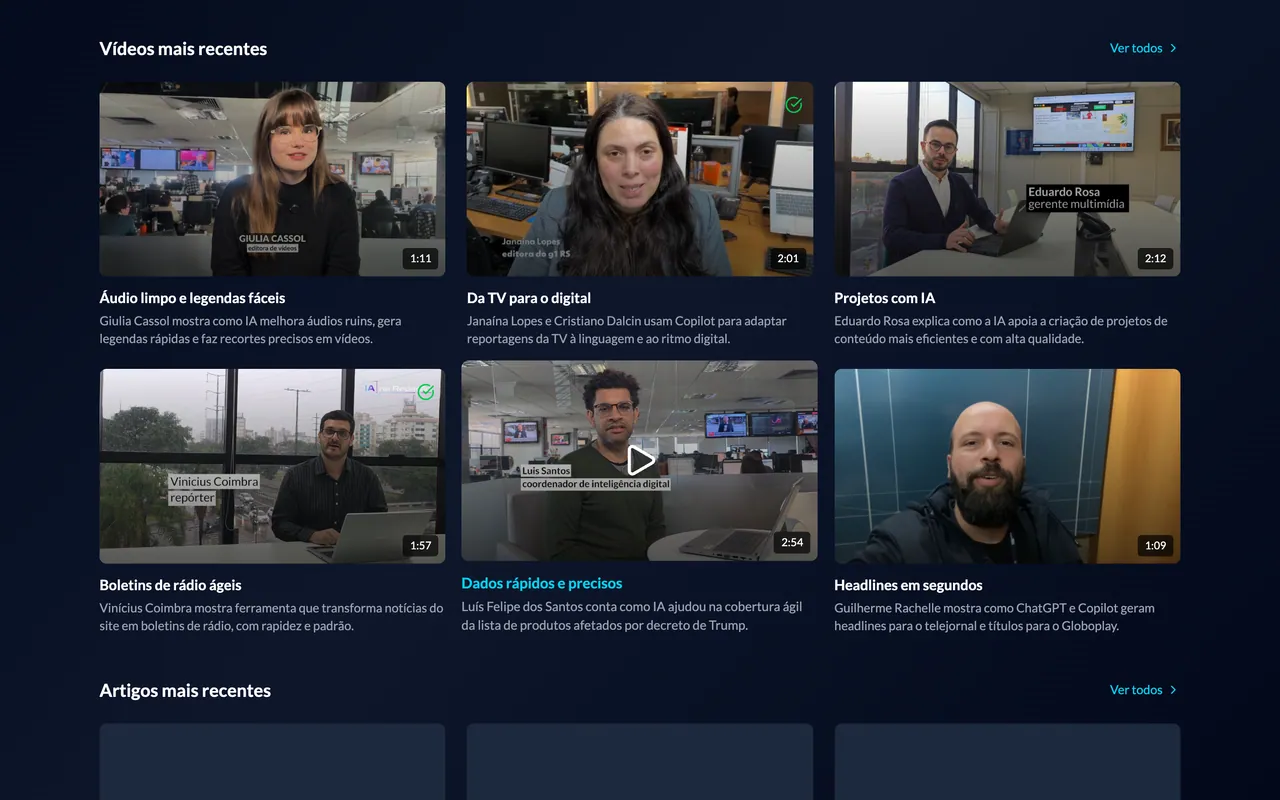 Vídeos mais recentes
Ver todos
GIULIA CASSOL
editora de vídeos
1:11
Janaína Lopes
editora do g1 RS
2:01
Eduardo Rosa
gerente multimídia
2:12
Áudio limpo e legendas fáceis
Giulia Cassol mostra como IA melhora áudios ruins, gera
legendas rápidas e faz recortes precisos em vídeos.
Da TV para o digital
Janaína Lopes e Cristiano Dalcin usam Copilot para adaptar
reportagens da TV à linguagem e ao ritmo digital.
Projetos com IA
Eduardo Rosa explica como a IA apoia a criação de projetos de
conteúdo mais eficientes e com alta qualidade.
IA
Vinicius Coimbra
repórter
1:57
Luis Santos
coordenador de inteligência digital
2:54
1:09
Boletins de rádio ágeis
Vinícius Coimbra mostra ferramenta que transforma notícias do
site em boletins de rádio, com rapidez e padrão.
Dados rápidos e precisos
Luís Felipe dos Santos conta como IA ajudou na cobertura ágil
da lista de produtos afetados por decreto de Trump.
Headlines em segundos
Guilherme Rachelle mostra como ChatGPT e Copilot geram
headlines para o telejornal e títulos para o Globoplay.
Artigos mais recentes
Ver todos